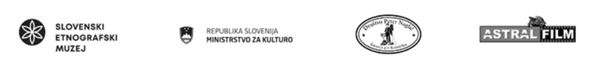 SLOVENSKI
ETNOGRAFSKI
MUZEJ
REPUBLIKA SLOVENIJA
MINISTRSTVO ZA KULTURO
Društvo Peter Naglič
ASTRAL FILM